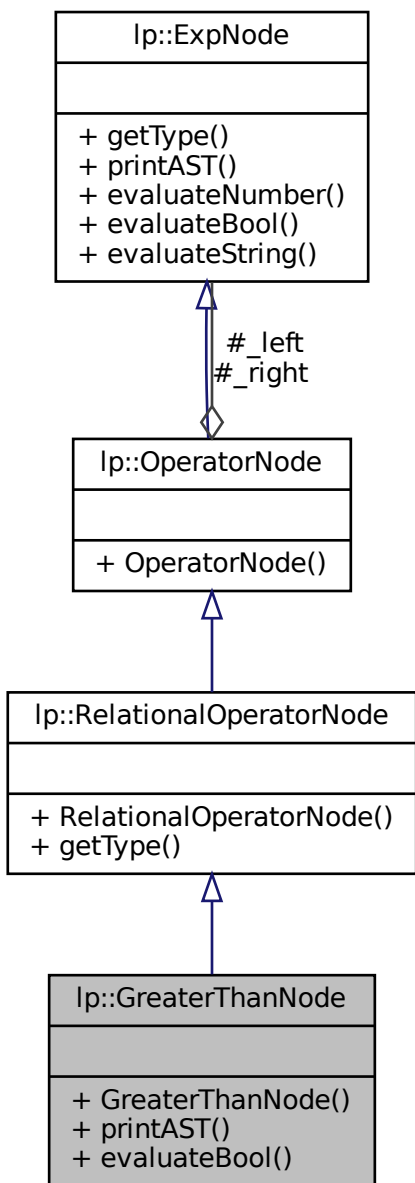 lp::ExpNode
+ getType()
+ printAST()
+ evaluateNumber()
+ evaluateBool()
+ evaluateString()
#_left
#_right
lp::OperatorNode
+ OperatorNode()
lp::RelationalOperatorNode
+ RelationalOperatorNode()
+ getType()
lp::GreaterThanNode
+ GreaterThanNode()
+ printAST()
+ evaluateBool()